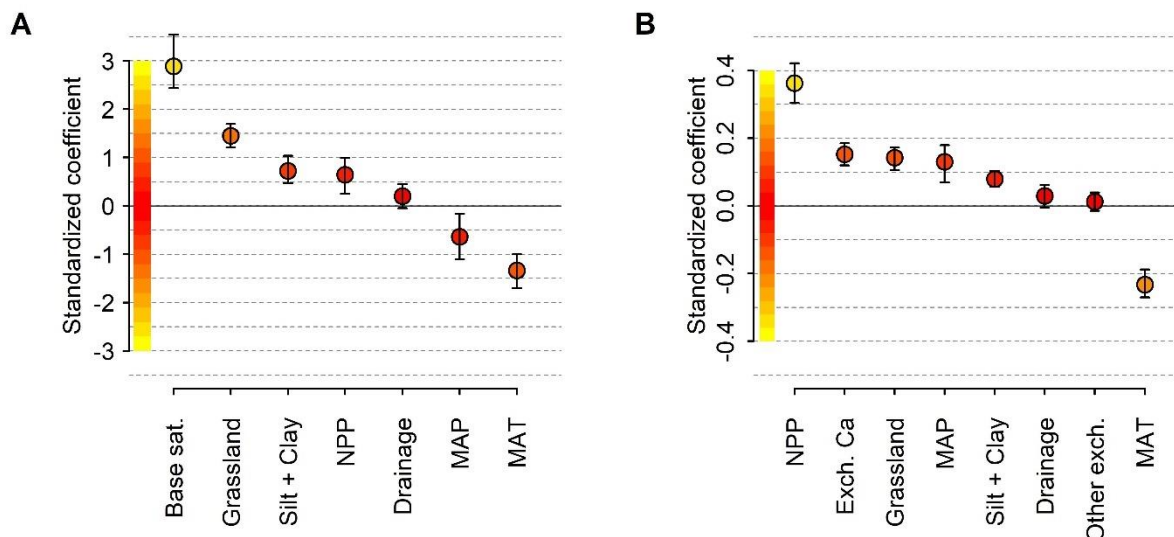 A
Standardized coefficient
3
2
1
0
-1
-2
-3
Base sat.
Grassland
Silt + Clay
NPP
Drainage
MAP
MAT
B
Standardized coefficient
0.4
0.2
0.0
-0.2
-0.4
NPP
Exch. Ca
Grassland
MAP
Silt + Clay
Drainage
Other exch.
MAT